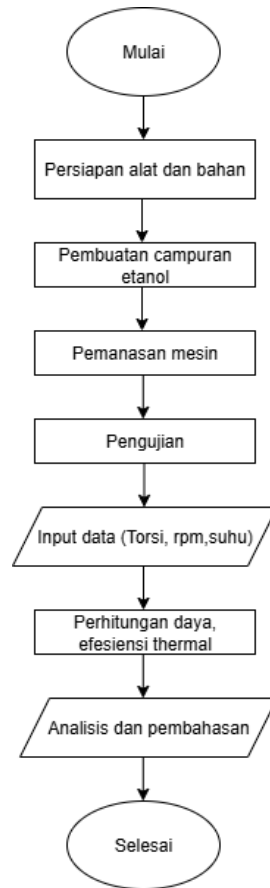 Mulai
Persiapan alat dan bahan
Pembuatan campuran
etanol
Pemanasan mesin
Pengujian
Input data (Torsi, rpm,suhu)
Perhitungan daya,
efesiensi thermal
Analisis dan pembahasan
Selesai